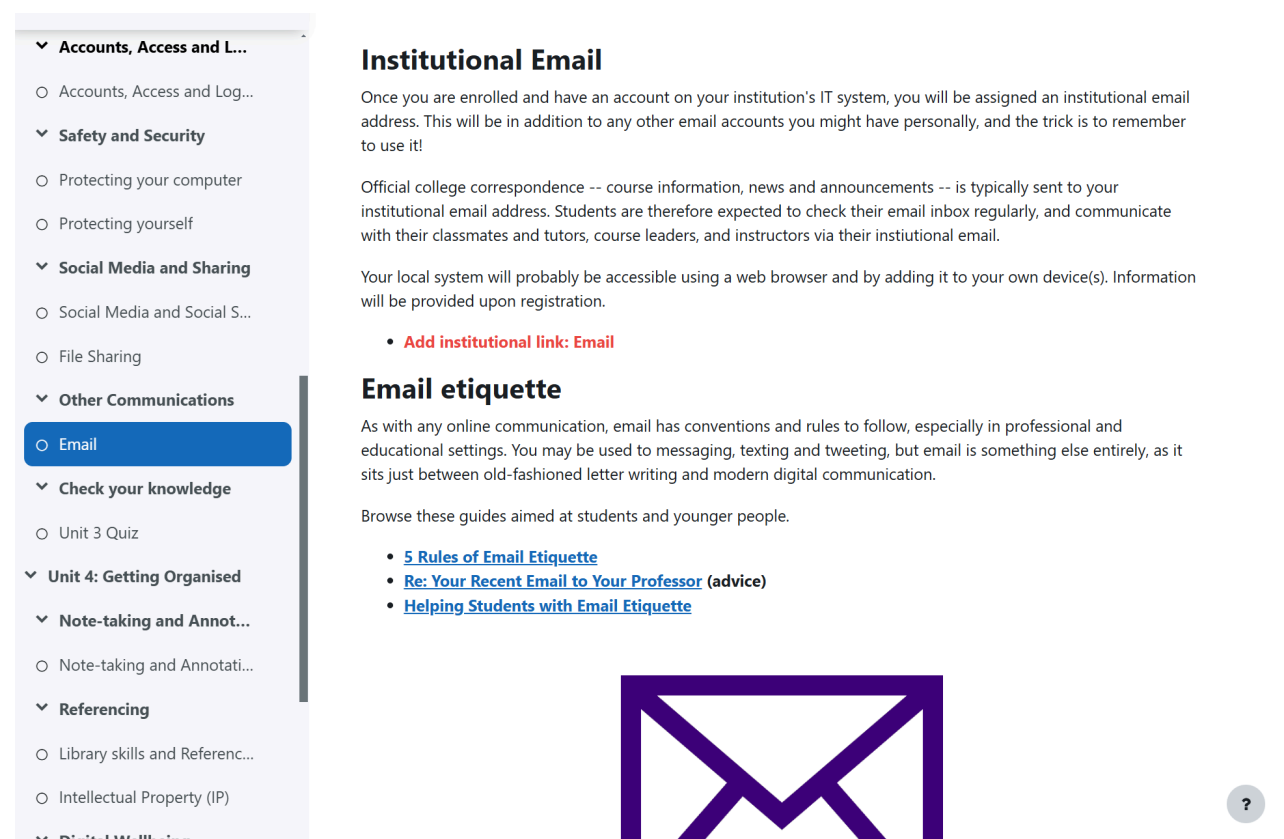 Accounts, Access and L...
Accounts, Access and Log...
Safety and Security
Protecting your computer
Protecting yourself
Social Media and Sharing
Social Media and Social S...
File Sharing
Other Communications
Email
Check your knowledge
Unit 3 Quiz
Unit 4: Getting Organised
Note-taking and Annot...
Note-taking and Annotati...
Referencing
Library skills and Referenc...
Intellectual Property (IP)
Digital Wellbeing
Institutional Email
Once you are enrolled and have an account on your institution's IT system, you will be assigned an institutional email
address. This will be in addition to any other email accounts you might have personally, and the trick is to remember
to use it!
Official college correspondence -- course information, news and announcements -- is typically sent to your
institutional email address. Students are therefore expected to check their email inbox regularly, and communicate
with their classmates and tutors, course leaders, and instructors via their instiutional email.
Your local system will probably be accessible using a web browser and by adding it to your own device(s). Information
will be provided upon registration.
• Add institutional link: Email
Email etiquette
As with any online communication, email has conventions and rules to follow, especially in professional and
educational settings. You may be used to messaging, texting and tweeting, but email is something else entirely, as it
sits just between old-fashioned letter writing and modern digital communication.
Browse these guides aimed at students and younger people.
• 5 Rules of Email Etiquette
• Re: Your Recent Email to Your Professor (advice)
• Helping Students with Email Etiquette
?